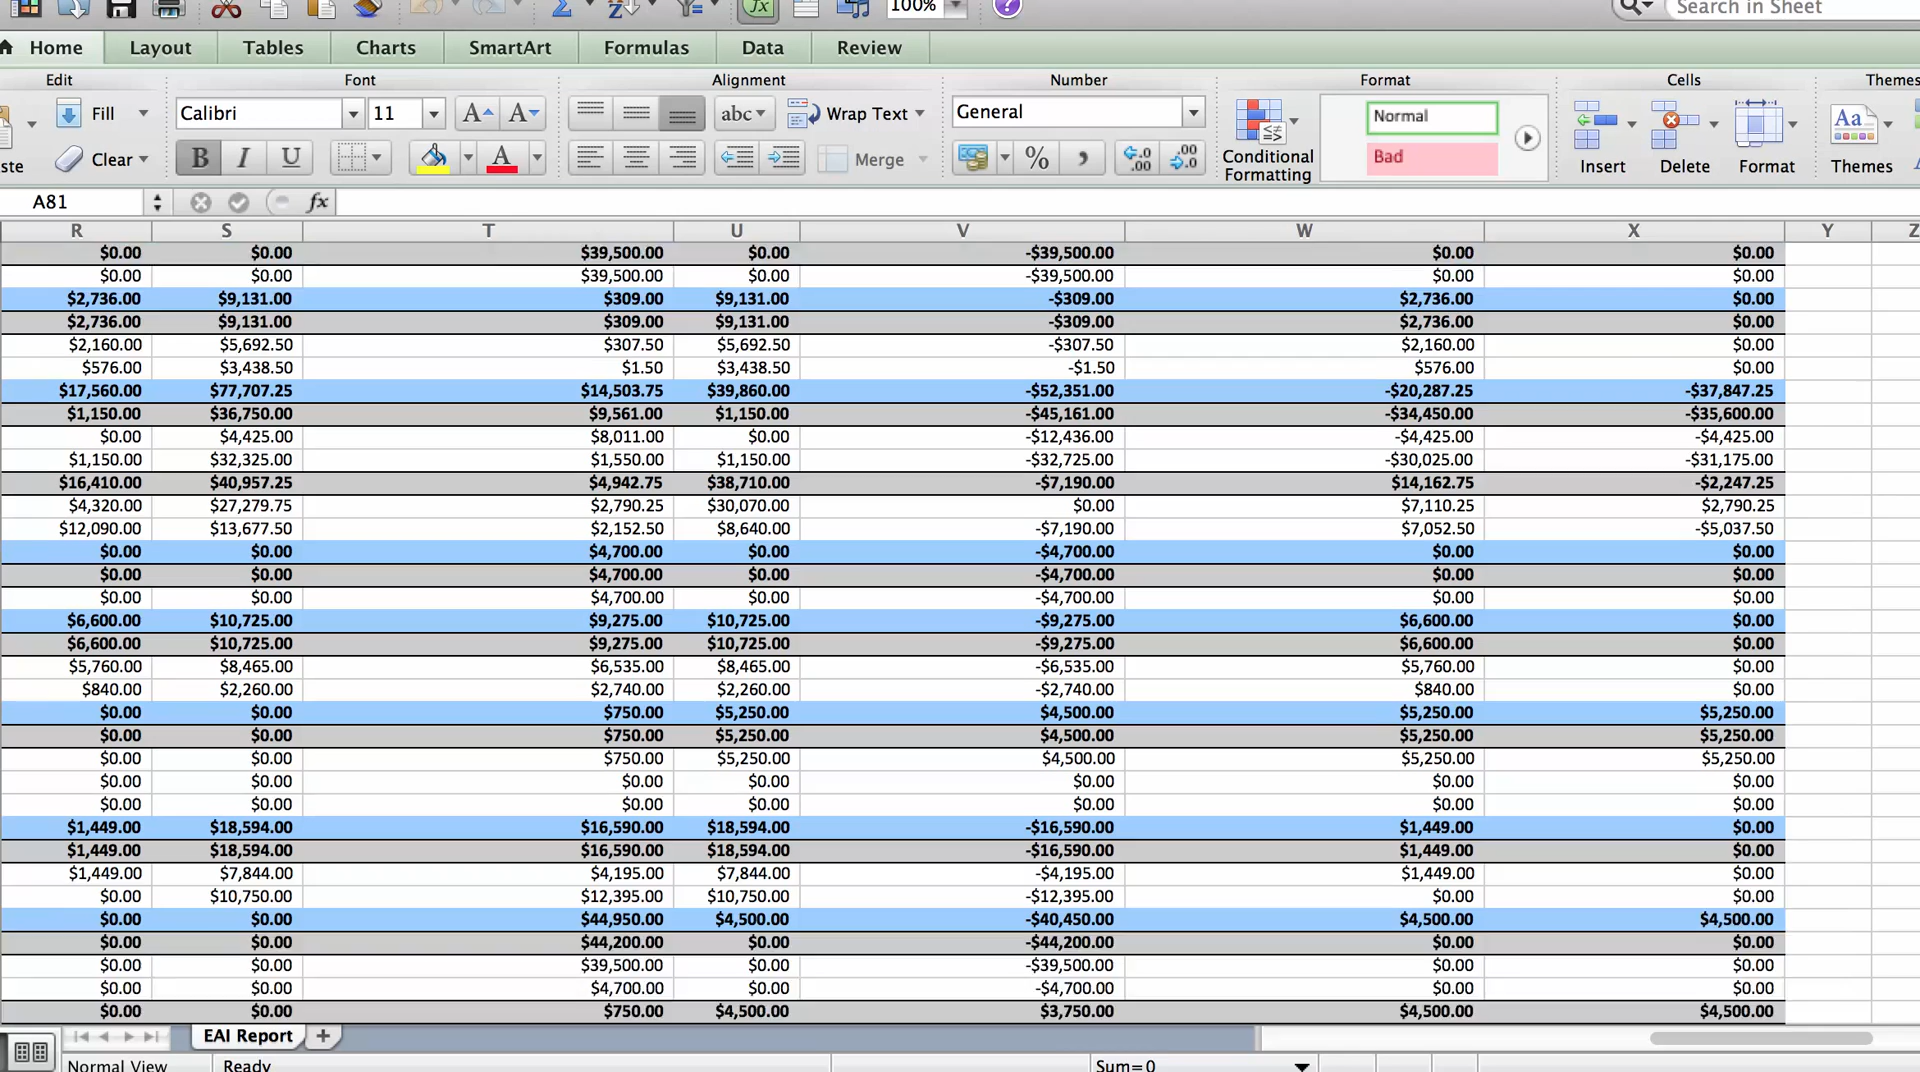 100%
Search in Sheet
Home Layout Tables Charts SmartArt Formulas Data Review
Edit Font Alignment Number Format Cells Themes
Fill Calibri 11 A A abc Wrap Text General Normal
ste Clear B I U A Merge % Conditional Formatting Bad Insert Delete Format Aa Themes
A81 fx
R S T U V W X Y Z
$0.00 $0.00 $39,500.00 $0.00 -$39,500.00 $0.00 $0.00
$0.00 $0.00 $39,500.00 $0.00 -$39,500.00 $0.00 $0.00
$2,736.00 $9,131.00 $309.00 $9,131.00 -$309.00 $2,736.00 $0.00
$2,736.00 $9,131.00 $309.00 $9,131.00 -$309.00 $2,736.00 $0.00
$2,160.00 $5,692.50 $307.50 $5,692.50 -$307.50 $2,160.00 $0.00
$576.00 $3,438.50 $1.50 $3,438.50 -$1.50 $576.00 $0.00
$17,560.00 $77,707.25 $14,503.75 $39,860.00 -$52,351.00 -$20,287.25 -$37,847.25
$1,150.00 $36,750.00 $9,561.00 $1,150.00 -$45,161.00 -$34,450.00 -$35,600.00
$0.00 $4,425.00 $8,011.00 $0.00 -$12,436.00 -$4,425.00 -$4,425.00
$1,150.00 $32,325.00 $1,550.00 $1,150.00 -$32,725.00 -$30,025.00 -$31,175.00
$16,410.00 $40,957.25 $4,942.75 $38,710.00 -$7,190.00 $14,162.75 -$2,247.25
$4,320.00 $27,279.75 $2,790.25 $30,070.00 $0.00 $7,110.25 $2,790.25
$12,090.00 $13,677.50 $2,152.50 $8,640.00 -$7,190.00 $7,052.50 -$5,037.50
$0.00 $0.00 $4,700.00 $0.00 -$4,700.00 $0.00 $0.00
$0.00 $0.00 $4,700.00 $0.00 -$4,700.00 $0.00 $0.00
$0.00 $0.00 $4,700.00 $0.00 -$4,700.00 $0.00 $0.00
$6,600.00 $10,725.00 $9,275.00 $10,725.00 -$9,275.00 $6,600.00 $0.00
$6,600.00 $10,725.00 $9,275.00 $10,725.00 -$9,275.00 $6,600.00 $0.00
$5,760.00 $8,465.00 $6,535.00 $8,465.00 -$6,535.00 $5,760.00 $0.00
$840.00 $2,260.00 $2,740.00 $2,260.00 -$2,740.00 $840.00 $0.00
$0.00 $0.00 $750.00 $5,250.00 $4,500.00 $5,250.00 $5,250.00
$0.00 $0.00 $750.00 $5,250.00 $4,500.00 $5,250.00 $5,250.00
$0.00 $0.00 $750.00 $5,250.00 $4,500.00 $5,250.00 $5,250.00
$0.00 $0.00 $0.00 $0.00 $0.00 $0.00 $0.00
$0.00 $0.00 $0.00 $0.00 $0.00 $0.00 $0.00
$1,449.00 $18,594.00 $16,590.00 $18,594.00 -$16,590.00 $1,449.00 $0.00
$1,449.00 $18,594.00 $16,590.00 $18,594.00 -$16,590.00 $1,449.00 $0.00
$1,449.00 $7,844.00 $4,195.00 $7,844.00 -$4,195.00 $1,449.00 $0.00
$0.00 $10,750.00 $12,395.00 $10,750.00 -$12,395.00 $0.00 $0.00
$0.00 $0.00 $44,950.00 $4,500.00 -$40,450.00 $4,500.00 $4,500.00
$0.00 $0.00 $44,200.00 $0.00 -$44,200.00 $0.00 $0.00
$0.00 $0.00 $39,500.00 $0.00 -$39,500.00 $0.00 $0.00
$0.00 $0.00 $4,700.00 $0.00 -$4,700.00 $0.00 $0.00
$0.00 $0.00 $750.00 $4,500.00 $3,750.00 $4,500.00 $4,500.00
EAI Report
Normal View Ready Sum=0